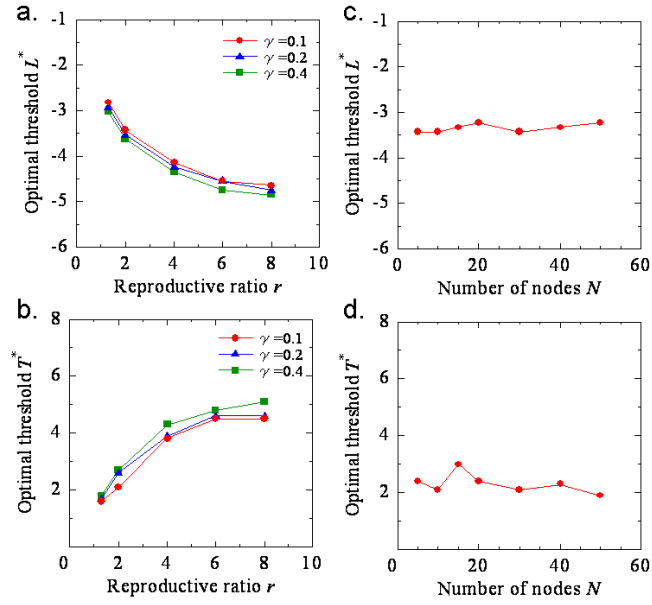 a.
-1
-2
-3
-4
-5
-6
Optimal threshold L*
γ=0.1
γ=0.2
γ=0.4
0 2 4 6 8 10
Reproductive ratio r
b.
8
6
4
2
Optimal threshold T*
γ=0.1
γ=0.2
γ=0.4
0 2 4 6 8 10
Reproductive ratio r
c.
-1
-2
-3
-4
-5
-6
Optimal threshold L*
0 20 40 60
Number of nodes N
d.
8
6
4
2
Optimal threshold T*
0 20 40 60
Number of nodes N